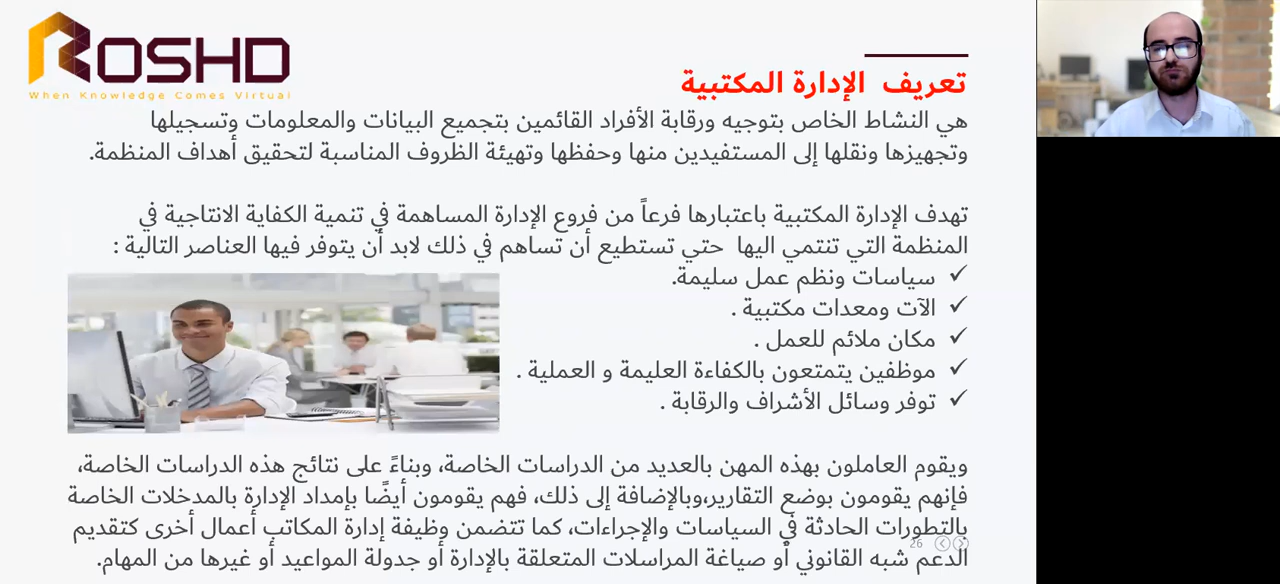 ROSHD
When Knowledge Comes Virtual
تعريف الإدارة المكتبية
هي النشاط الخاص بتوجيه ورقابة الأفراد القائمين بتجميع البيانات والمعلومات وتسجيلها
وتجهيزها ونقلها إلى المستفيدين منها وحفظها وتهيئة الظروف المناسبة لتحقيق أهداف المنظمة.
تهدف الإدارة المكتبية باعتبارها فرعاً من فروع الإدارة المساهمة في تنمية الكفاية الانتاجية في
المنظمة التي تنتمي اليها حتي تستطيع أن تساهم في ذلك لابد أن يتوفر فيها العناصر التالية :
✓ سياسات ونظم عمل سليمة.
✓ الآت ومعدات مكتبية .
✓ مكان ملائم للعمل .
✓ موظفين يتمتعون بالكفاءة العليمة و العملية .
✓ توفر وسائل الأشراف والرقابة .
ويقوم العاملون بهذه المهن بالعديد من الدراسات الخاصة، وبناءً على نتائج هذه الدراسات الخاصة،
فإنهم يقومون بوضع التقارير،وبالإضافة إلى ذلك، فهم يقومون أيضًا بإمداد الإدارة بالمدخلات الخاصة
بالتطورات الحادثة في السياسات والإجراءات، كما تتضمن وظيفة إدارة المكاتب أعمال أخرى كتقديم
الدعم شبه القانوني أو صياغة المراسلات المتعلقة بالإدارة أو جدولة المواعيد أو غيرها من المهام.
26